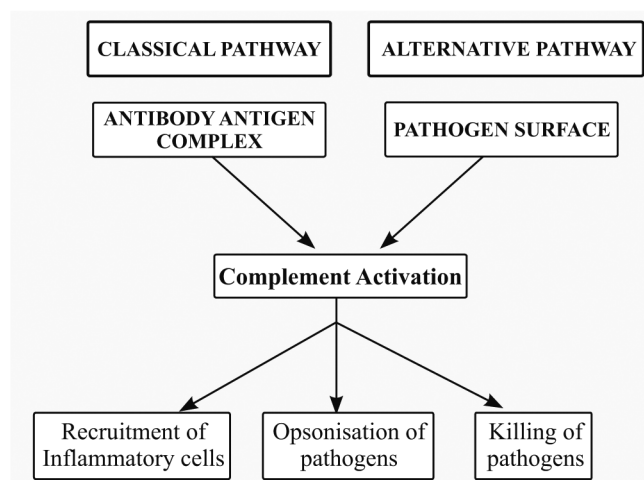 CLASSICAL PATHWAY
ALTERNATIVE PATHWAY
ANTIBODY ANTIGEN
COMPLEX
PATHOGEN SURFACE
Complement Activation
Recruitment of
Inflammatory cells
Opsonisation of
pathogens
Killing of
pathogens